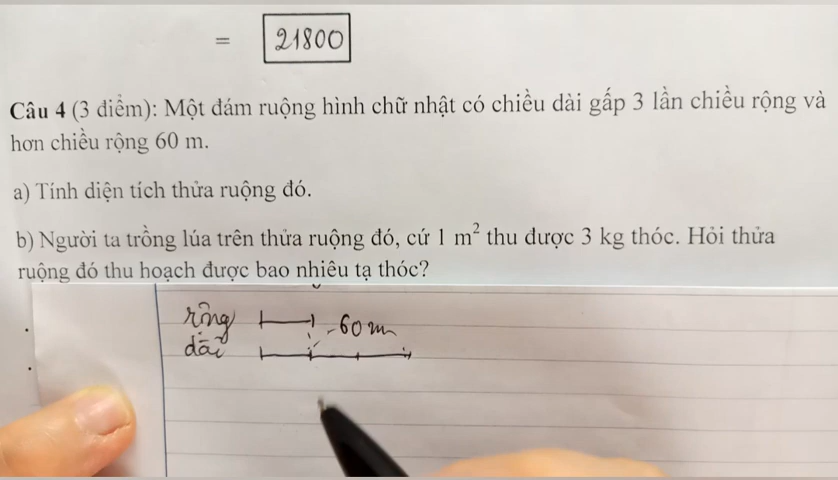 = 21800
Câu 4 (3 điểm): Một đám ruộng hình chữ nhật có chiều dài gấp 3 lần chiều rộng và
hơn chiều rộng 60 m.
a) Tính diện tích thửa ruộng đó.
b) Người ta trồng lúa trên thửa ruộng đó, cứ 1 m² thu được 3 kg thóc. Hỏi thửa
ruộng đó thu hoạch được bao nhiêu tạ thóc?
rộng 60 m
dài